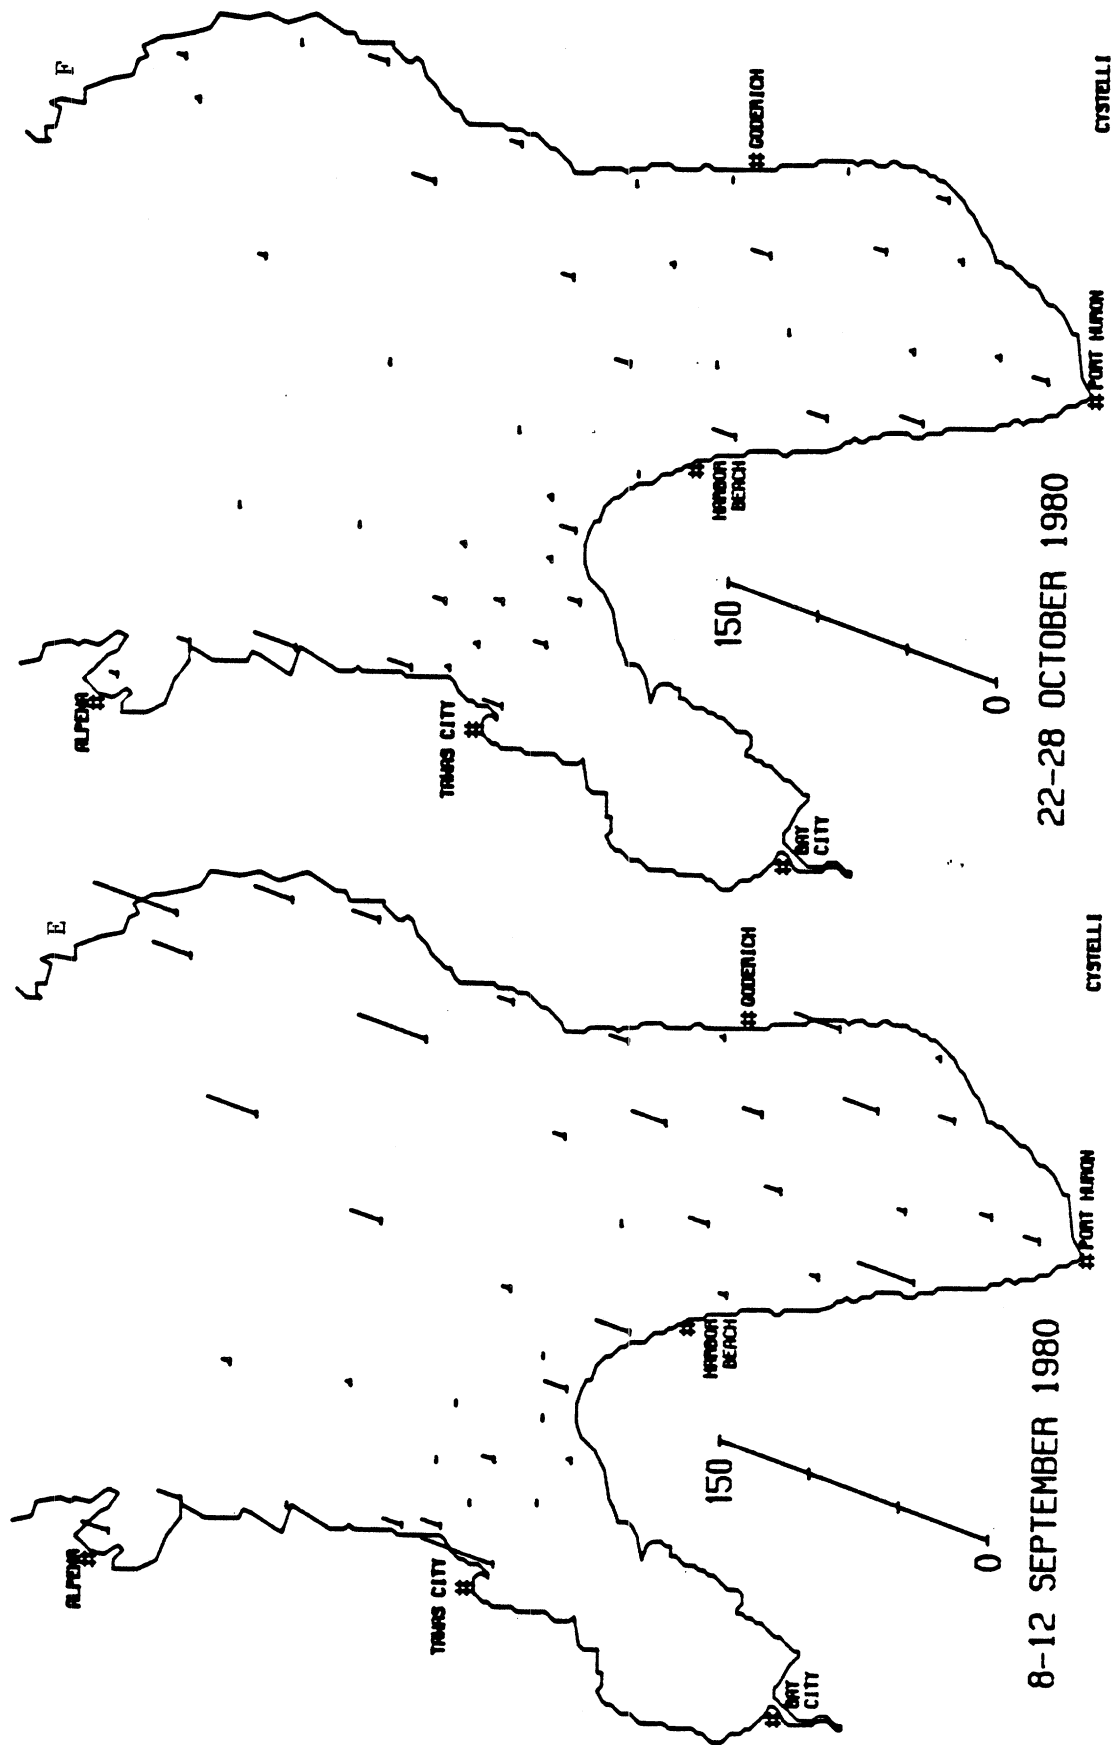 E
ALPENA
#
TAWAS CITY
#
# GODERICH
#
HARBOR
BEACH
150
0
#
BAY
CITY
# PORT HURON
8-12 SEPTEMBER 1980
CYSTELLI
F
ALPENA
#
TAWAS CITY
#
# GODERICH
#
HARBOR
BEACH
150
0
#
BAY
CITY
# PORT HURON
22-28 OCTOBER 1980
CYSTELLI